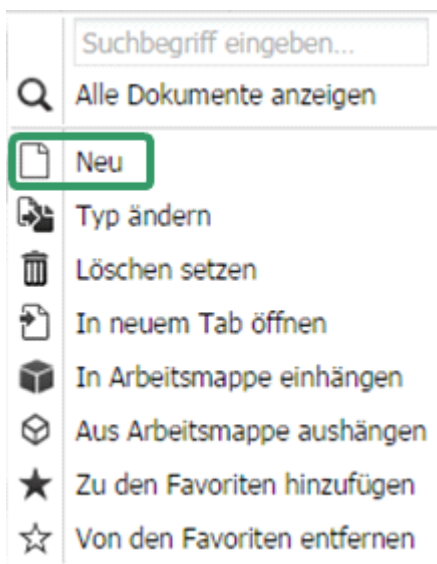 Suchbegriff eingeben...
Alle Dokumente anzeigen
Neu
Typ ändern
Löschen setzen
In neuem Tab öffnen
In Arbeitsmappe einhängen
Aus Arbeitsmappe aushängen
Zu den Favoriten hinzufügen
Von den Favoriten entfernen